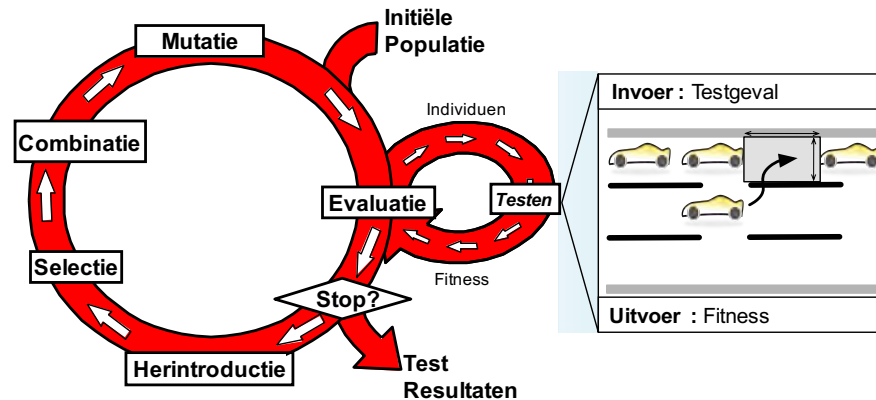 Initiële
Populatie
Mutatie
Individuen
Combinatie
Evaluatie
Testen
Selectie
Fitness
Stop?
Herintroductie
Test
Resultaten
Invoer : Testgeval
Uitvoer : Fitness